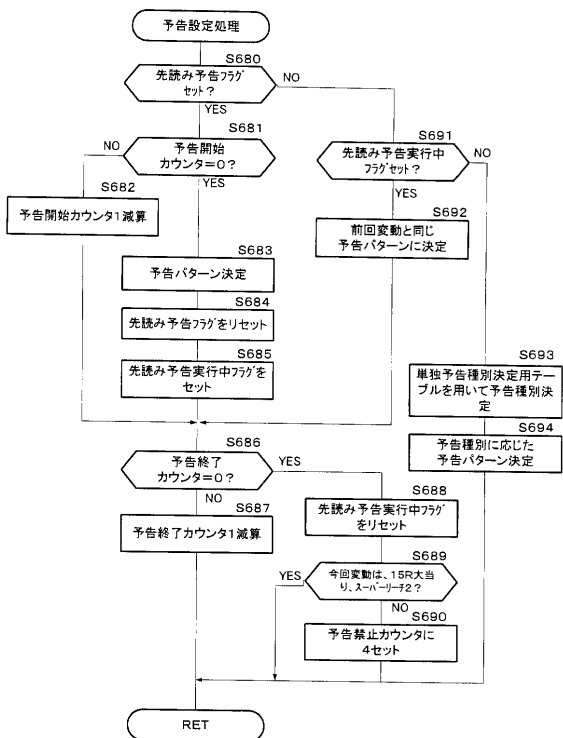 予告設定処理
S680
先読み予告フラグ
セット?
NO
YES
S681
予告開始
カウンタ=0?
NO
YES
S691
先読み予告実行中
フラグセット?
NO
YES
S682
予告開始カウンタ1減算
S692
前回変動と同じ
予告パターンに決定
S683
予告パターン決定
S684
先読み予告フラグをリセット
S685
先読み予告実行中フラグを
セット
S693
単独予告種別決定用テー
ブルを用いて予告種別決
定
S694
予告種別に応じた
予告パターン決定
S686
予告終了
カウンタ=0?
YES
NO
S687
予告終了カウンタ1減算
S688
先読み予告実行中フラグ
をリセット
S689
今回変動は、15R大当
り、スーパーリーチ2?
YES
NO
S690
予告禁止カウンタに
4セット
RET